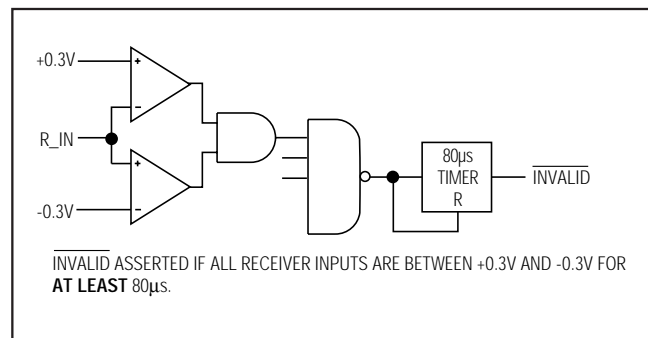 +0.3V
R_IN
-0.3V
80µs
TIMER
R
INVALID
INVALID ASSERTED IF ALL RECEIVER INPUTS ARE BETWEEN +0.3V AND -0.3V FOR
AT LEAST 80µs.
+
−
+
−